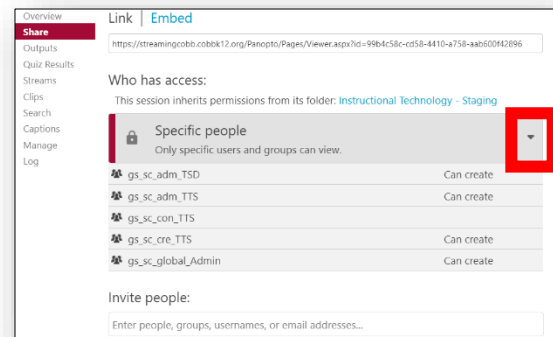 Overview
Share
Outputs
Quiz Results
Streams
Clips
Search
Captions
Manage
Log
Link | Embed
https://streamingcobb.cobbk12.org/Panopto/Pages/Viewer.aspx?id=99b4c58c-cd58-4410-a758-aab600f42896
Who has access:
This session inherits permissions from its folder: Instructional Technology - Staging
Specific people
Only specific users and groups can view.
gs_sc_adm_TSD Can create
gs_sc_adm_TTS Can create
gs_sc_con_TTS
gs_sc_cre_TTS Can create
gs_sc_global_Admin Can create
Invite people:
Enter people, groups, usernames, or email addresses...